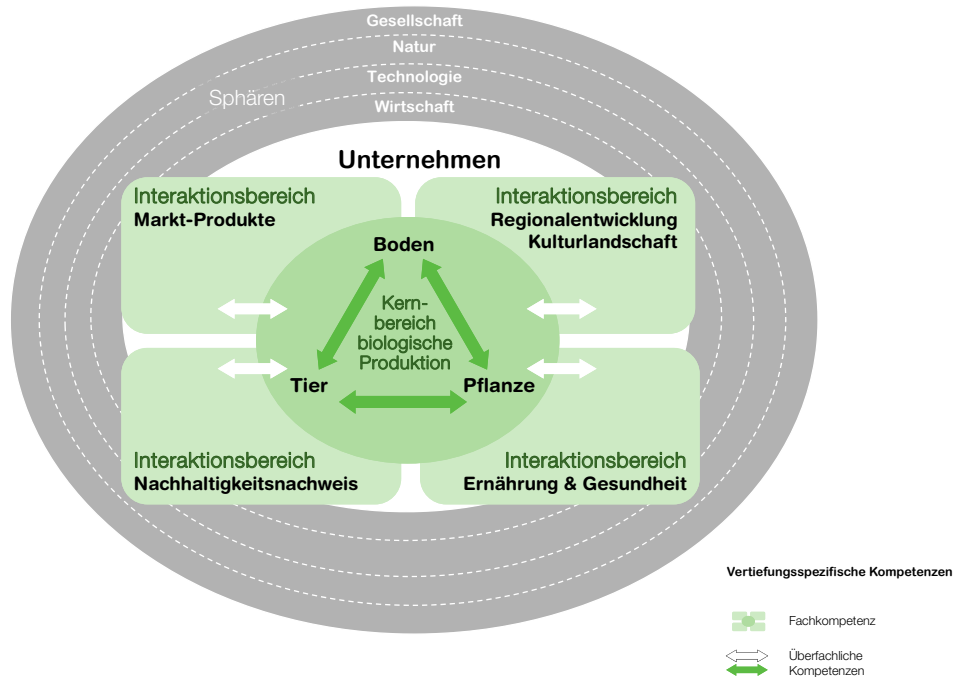 Gesellschaft
Natur
Technologie
Sphären
Wirtschaft
Unternehmen
Interaktionsbereich
Markt-Produkte
Interaktionsbereich
Regionalentwicklung
Kulturlandschaft
Boden
Kern-
bereich
biologische
Produktion
Tier
Pflanze
Interaktionsbereich
Nachhaltigkeitsnachweis
Interaktionsbereich
Ernährung & Gesundheit
Vertiefungsspezifische Kompetenzen
Fachkompetenz
Überfachliche
Kompetenzen